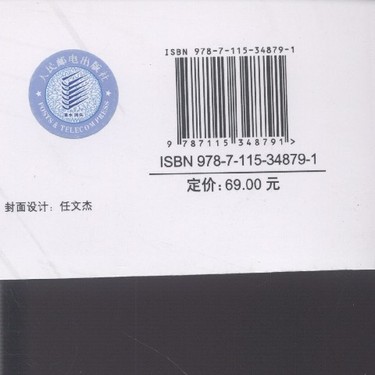 人民邮电出版社
POSTS & TELECOM PRESS
ISBN 978-7-115-34879-1
9 787115 348791 >
ISBN 978-7-115-34879-1
定价: 69.00 元
封面设计: 任文杰